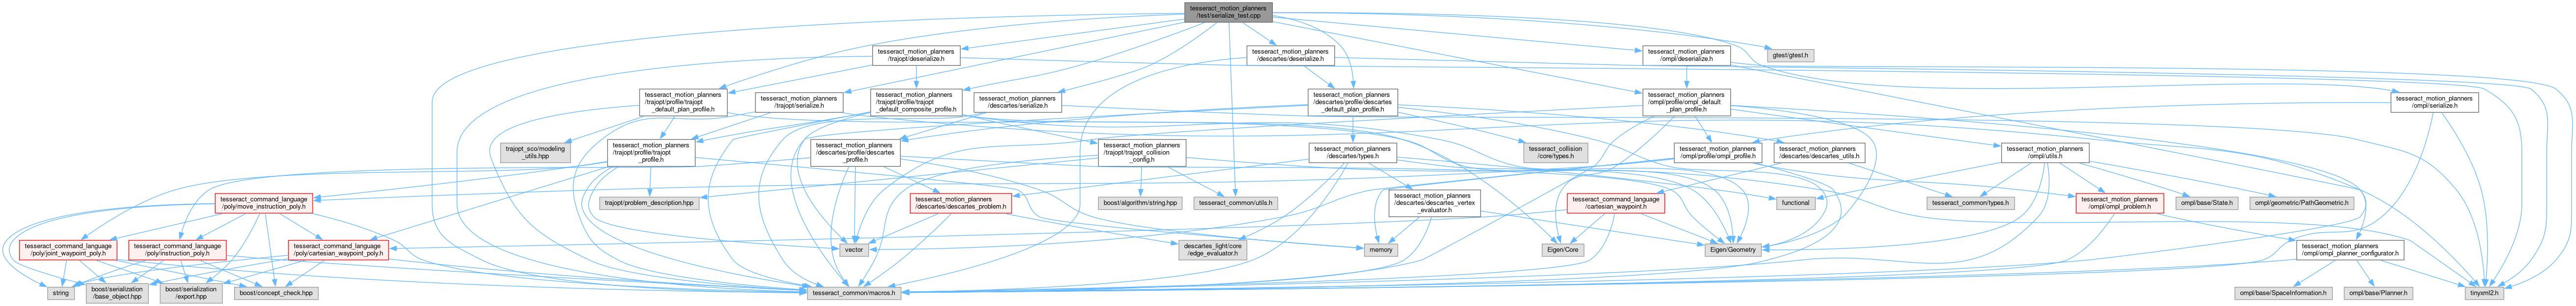 tesseract_motion_planners
/test/serialize_test.cpp
tesseract_motion_planners
/trajopt/deserialize.h
tesseract_motion_planners
/descartes/deserialize.h
tesseract_motion_planners
/ompl/deserialize.h
gtest/gtest.h
tesseract_motion_planners
/trajopt/profile/trajopt
_default_plan_profile.h
tesseract_motion_planners
/trajopt/serialize.h
tesseract_motion_planners
/trajopt/profile/trajopt
_default_composite_profile.h
tesseract_motion_planners
/descartes/serialize.h
tesseract_motion_planners
/descartes/profile/descartes
_default_plan_profile.h
tesseract_motion_planners
/ompl/profile/ompl_default
_plan_profile.h
tesseract_motion_planners
/ompl/serialize.h
trajopt_sco/modeling
_utils.hpp
tesseract_motion_planners
/trajopt/profile/trajopt
_profile.h
tesseract_motion_planners
/descartes/profile/descartes
_profile.h
tesseract_motion_planners
/trajopt/trajopt_collision
_config.h
tesseract_motion_planners
/descartes/types.h
tesseract_collision
/core/types.h
tesseract_motion_planners
/ompl/profile/ompl_profile.h
tesseract_motion_planners
/descartes/descartes_utils.h
tesseract_motion_planners
/ompl/utils.h
tesseract_command_language
/poly/move_instruction_poly.h
trajopt/problem_description.hpp
tesseract_motion_planners
/descartes/descartes_problem.h
boost/algorithm/string.hpp
tesseract_common/utils.h
tesseract_motion_planners
/descartes/descartes_vertex
_evaluator.h
tesseract_command_language
/cartesian_waypoint.h
functional
tesseract_common/types.h
tesseract_motion_planners
/ompl/ompl_problem.h
ompl/base/State.h
ompl/geometric/PathGeometric.h
tesseract_command_language
/poly/joint_waypoint_poly.h
tesseract_command_language
/poly/instruction_poly.h
tesseract_command_language
/poly/cartesian_waypoint_poly.h
vector
descartes_light/core
/edge_evaluator.h
memory
Eigen/Core
Eigen/Geometry
tesseract_motion_planners
/ompl/ompl_planner_configurator.h
string
boost/serialization
/base_object.hpp
boost/serialization
/export.hpp
boost/concept_check.hpp
tesseract_common/macros.h
ompl/base/SpaceInformation.h
ompl/base/Planner.h
tinyxml2.h